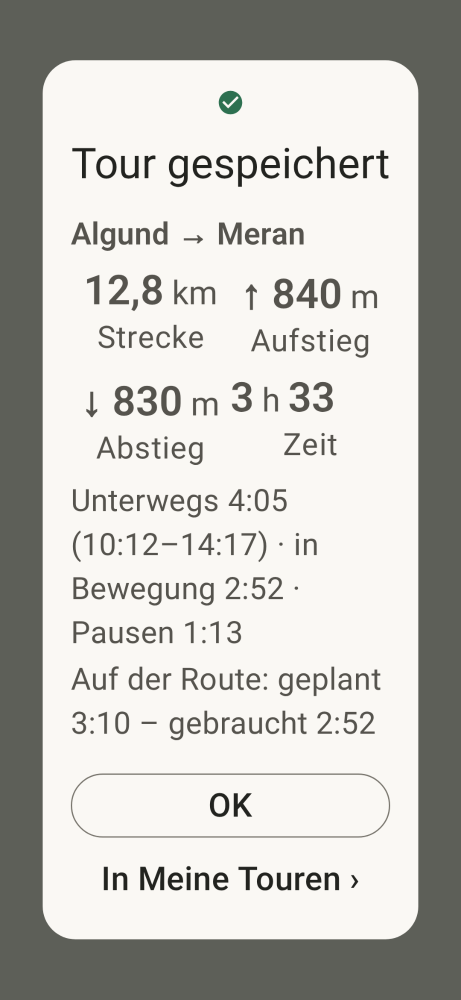 Tour gespeichert
Algund → Meran
12,8 km ↑ 840 m
Strecke Aufstieg
↓ 830 m 3 h 33
Abstieg Zeit
Unterwegs 4:05
(10:12–14:17) · in
Bewegung 2:52 ·
Pausen 1:13
Auf der Route: geplant
3:10 – gebraucht 2:52
OK
In Meine Touren ›